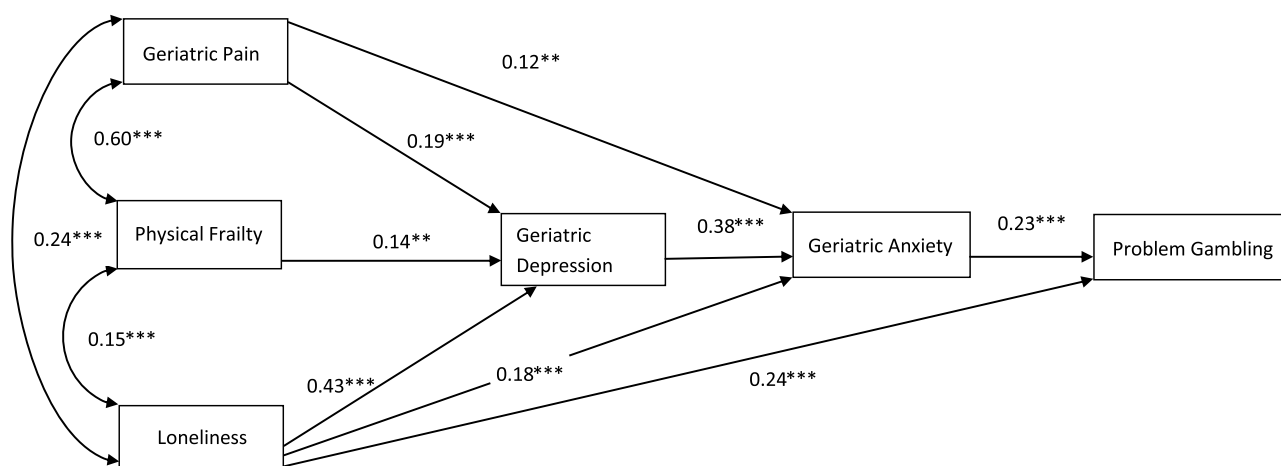 Geriatric Pain
0.12**
0.60***
0.19***
Physical Frailty
0.24***
0.14**
Geriatric
Depression
0.38***
Geriatric Anxiety
0.23***
Problem Gambling
0.15***
0.43***
0.18***
0.24***
Loneliness